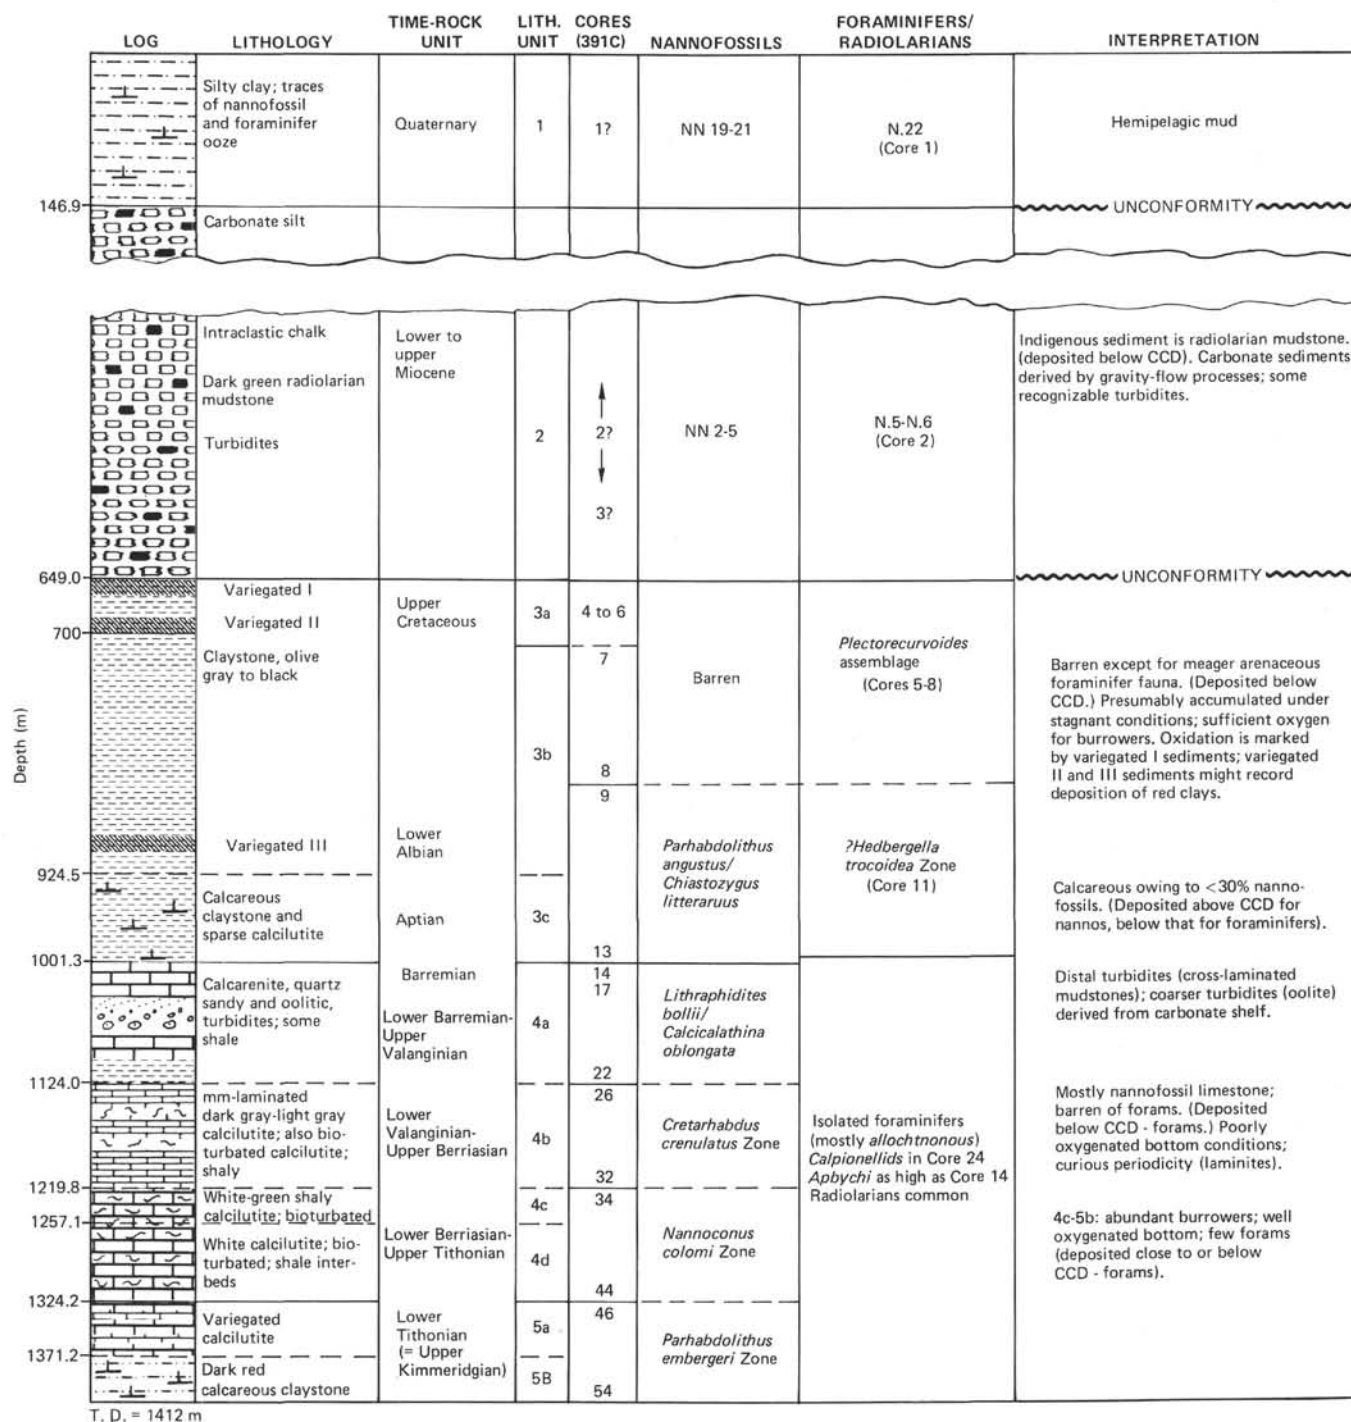 LOG
LITHOLOGY
TIME-ROCK
UNIT
LITH.
UNIT
CORES
(391C)
NANNOFOSSILS
FORAMINIFERS/
RADIOLARIANS
INTERPRETATION
Silty clay; traces
of nannofossil
and foraminifer
ooze
Quaternary
1
1?
NN 19-21
N.22
(Core 1)
Hemipelagic mud
146.9
UNCONFORMITY
Carbonate silt
Intraclastic chalk
Dark green radiolarian
mudstone
Turbidites
Lower to
upper
Miocene
2
2?
3?
NN 2-5
N.5-N.6
(Core 2)
Indigenous sediment is radiolarian mudstone.
(deposited below CCD). Carbonate sediments
derived by gravity-flow processes; some
recognizable turbidites.
649.0
UNCONFORMITY
Depth (m)
Variegated I
Variegated II
700
Upper
Cretaceous
3a
4 to 6
Claystone, olive
gray to black
7
3b
8
9
Barren
Plectorecurvoides
assemblage
(Cores 5-8)
Barren except for meager arenaceous
foraminifer fauna. (Deposited below
CCD.) Presumably accumulated under
stagnant conditions; sufficient oxygen
for burrowers. Oxidation is marked
by variegated I sediments; variegated
II and III sediments might record
deposition of red clays.
Variegated III
Lower
Albian
Parhabdolithus
angustus/
Chiastozygus
litteraruus
?Hedbergella
trocoidea Zone
(Core 11)
924.5
Calcareous
claystone and
sparse calcilutite
Aptian
3c
13
Calcareous owing to <30% nanno-
fossils. (Deposited above CCD for
nannos, below that for foraminifers).
1001.3
Calcarenite, quartz
sandy and oolitic,
turbidites; some
shale
Barremian
Lower Barremian-
Upper
Valanginian
4a
14
17
22
Lithraphidites
bollii/
Calcicalathina
oblongata
Distal turbidites (cross-laminated
mudstones); coarser turbidites (oolite)
derived from carbonate shelf.
1124.0
mm-laminated
dark gray-light gray
calcilutite; also bio-
turbated calcilutite;
shaly
Lower
Valanginian-
Upper Berriasian
4b
26
32
Cretarhabdus
crenulatus Zone
Isolated foraminifers
(mostly allochtnonous)
Calpionellids in Core 24
Apbychi as high as Core 14
Radiolarians common
Mostly nannofossil limestone;
barren of forams. (Deposited
below CCD - forams.) Poorly
oxygenated bottom conditions;
curious periodicity (laminites).
1219.8
White-green shaly
calcilutite; bioturbated
4c
34
1257.1
White calcilutite; bio-
turbated; shale inter-
beds
Lower Berriasian-
Upper Tithonian
4d
44
Nannoconus
colomi Zone
4c-5b: abundant burrowers; well
oxygenated bottom; few forams
(deposited close to or below
CCD - forams).
1324.2
Variegated
calcilutite
Lower
Tithonian
(= Upper
Kimmeridgian)
5a
46
Parhabdolithus
embergeri Zone
1371.2
Dark red
calcareous claystone
5B
54
T. D. = 1412 m